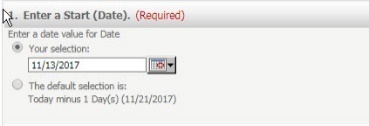 1. Enter a Start (Date). (Required)
Enter a date value for Date
Your selection:
11/13/2017
The default selection is:
Today minus 1 Day(s) (11/21/2017)